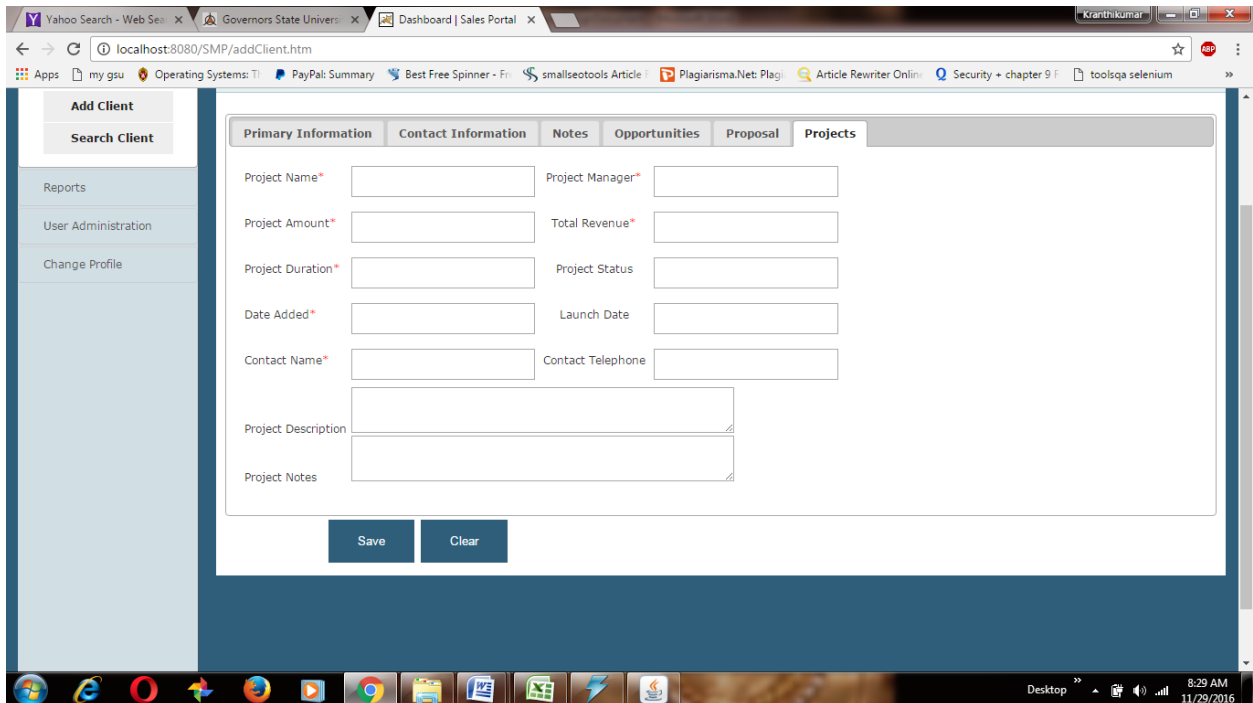 Yahoo Search - Web Sea
Governors State Universi
Dashboard | Sales Portal
Kranthikumar
localhost:8080/SMP/addClient.htm
ABP
Apps
my gsu
Operating Systems: T
PayPal: Summary
Best Free Spinner - Fr
smallseotools Article
Plagiarisma.Net: Plag
Article Rewriter Onlin
Security + chapter 9 F
toolsqa selenium
»
Add Client
Search Client
Reports
User Administration
Change Profile
Primary Information Contact Information Notes Opportunities Proposal Projects
Project Name* Project Manager*
Project Amount* Total Revenue*
Project Duration* Project Status
Date Added* Launch Date
Contact Name* Contact Telephone
Project Description
Project Notes
Save Clear
Desktop »
8:29 AM
11/29/2016